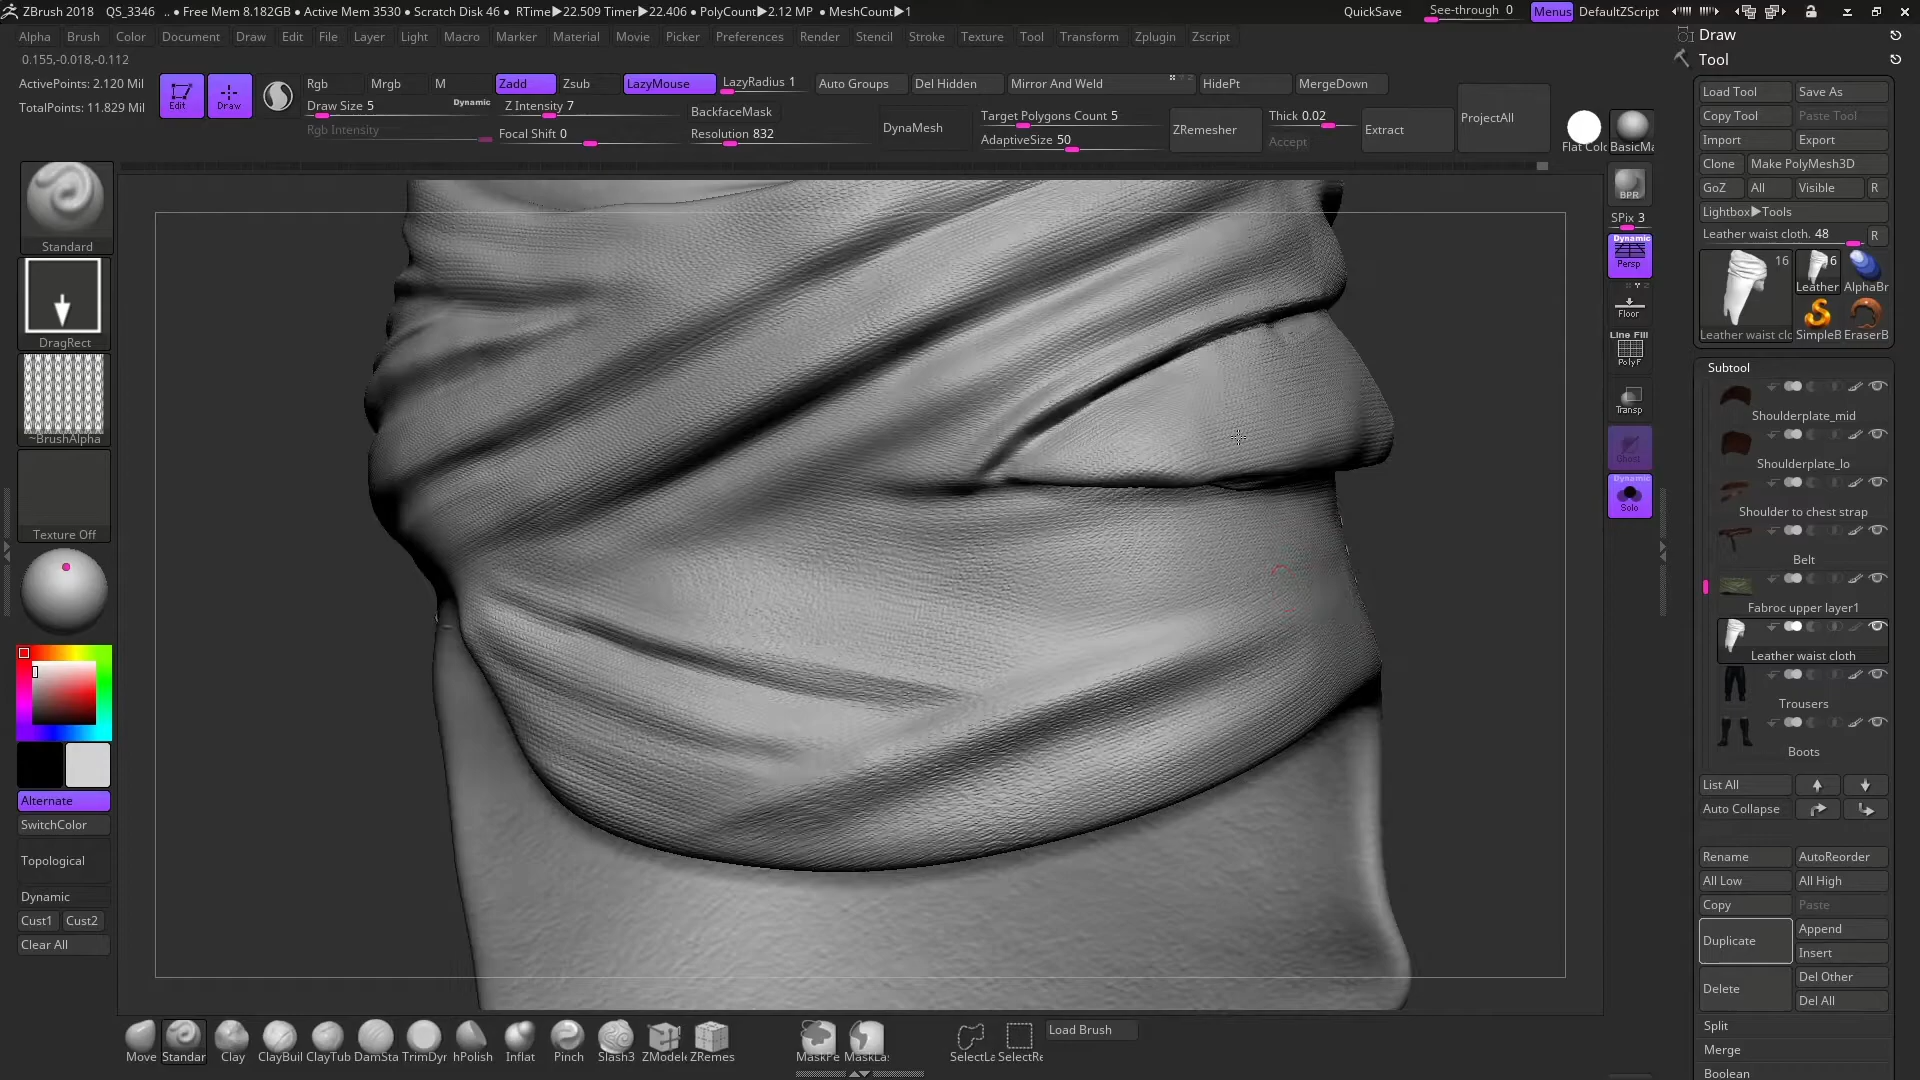 ZBrush 2018 QS_3346 .. • Free Mem 8.182GB • Active Mem 3530 • Scratch Disk 46 • RTime▶22.509 Timer▶22.406 • PolyCount▶2.12 MP • MeshCount▶1 QuickSave See-through 0 Menus DefaultZScript
Alpha Brush Color Document Draw Edit File Layer Light Macro Marker Material Movie Picker Preferences Render Stencil Stroke Texture Tool Transform Zplugin Zscript
Draw
Tool
0.155,-0.018,-0.112
ActivePoints: 2.120 Mil
TotalPoints: 11.829 Mil
Edit
Draw
Rgb Mrgb M
Draw Size 5 Dynamic
Rgb Intensity
Zadd Zsub
Z Intensity 7
Focal Shift 0
LazyMouse LazyRadius 1
BackfaceMask
Resolution 832
Auto Groups Del Hidden Mirror And Weld HidePt MergeDown
DynaMesh
Target Polygons Count 5
AdaptiveSize 50
ZRemesher
Thick 0.02
Accept
Extract
ProjectAll
Flat Colo
BasicMa
Standard
DragRect
~BrushAlpha
Texture Off
Alternate
SwitchColor
Topological
Dynamic
Cust1 Cust2
Clear All
BPR
SPix 3
Dynamic
Persp
Floor
Line Fill
PolyF
Transp
Ghost
Dynamic
Solo
Load Tool Save As
Copy Tool Paste Tool
Import Export
Clone Make PolyMesh3D
GoZ All Visible R
Lightbox▶Tools
Leather waist cloth. 48 R
16
6
Leather AlphaBr
Leather waist clo SimpleB EraserB
Subtool
Shoulderplate_mid
Shoulderplate_lo
Shoulder to chest strap
Belt
Fabroc upper layer1
Leather waist cloth
Trousers
Boots
List All
Auto Collapse
Rename AutoReorder
All Low All High
Copy Paste
Duplicate Append
Insert
Delete Del Other
Del All
Split
Merge
Boolean
Move Standar Clay ClayBuil ClayTub DamSta TrimDyr hPolish Inflat Pinch Slash3 ZModele ZRemes MaskPe MaskLa: SelectLa SelectRe Load Brush